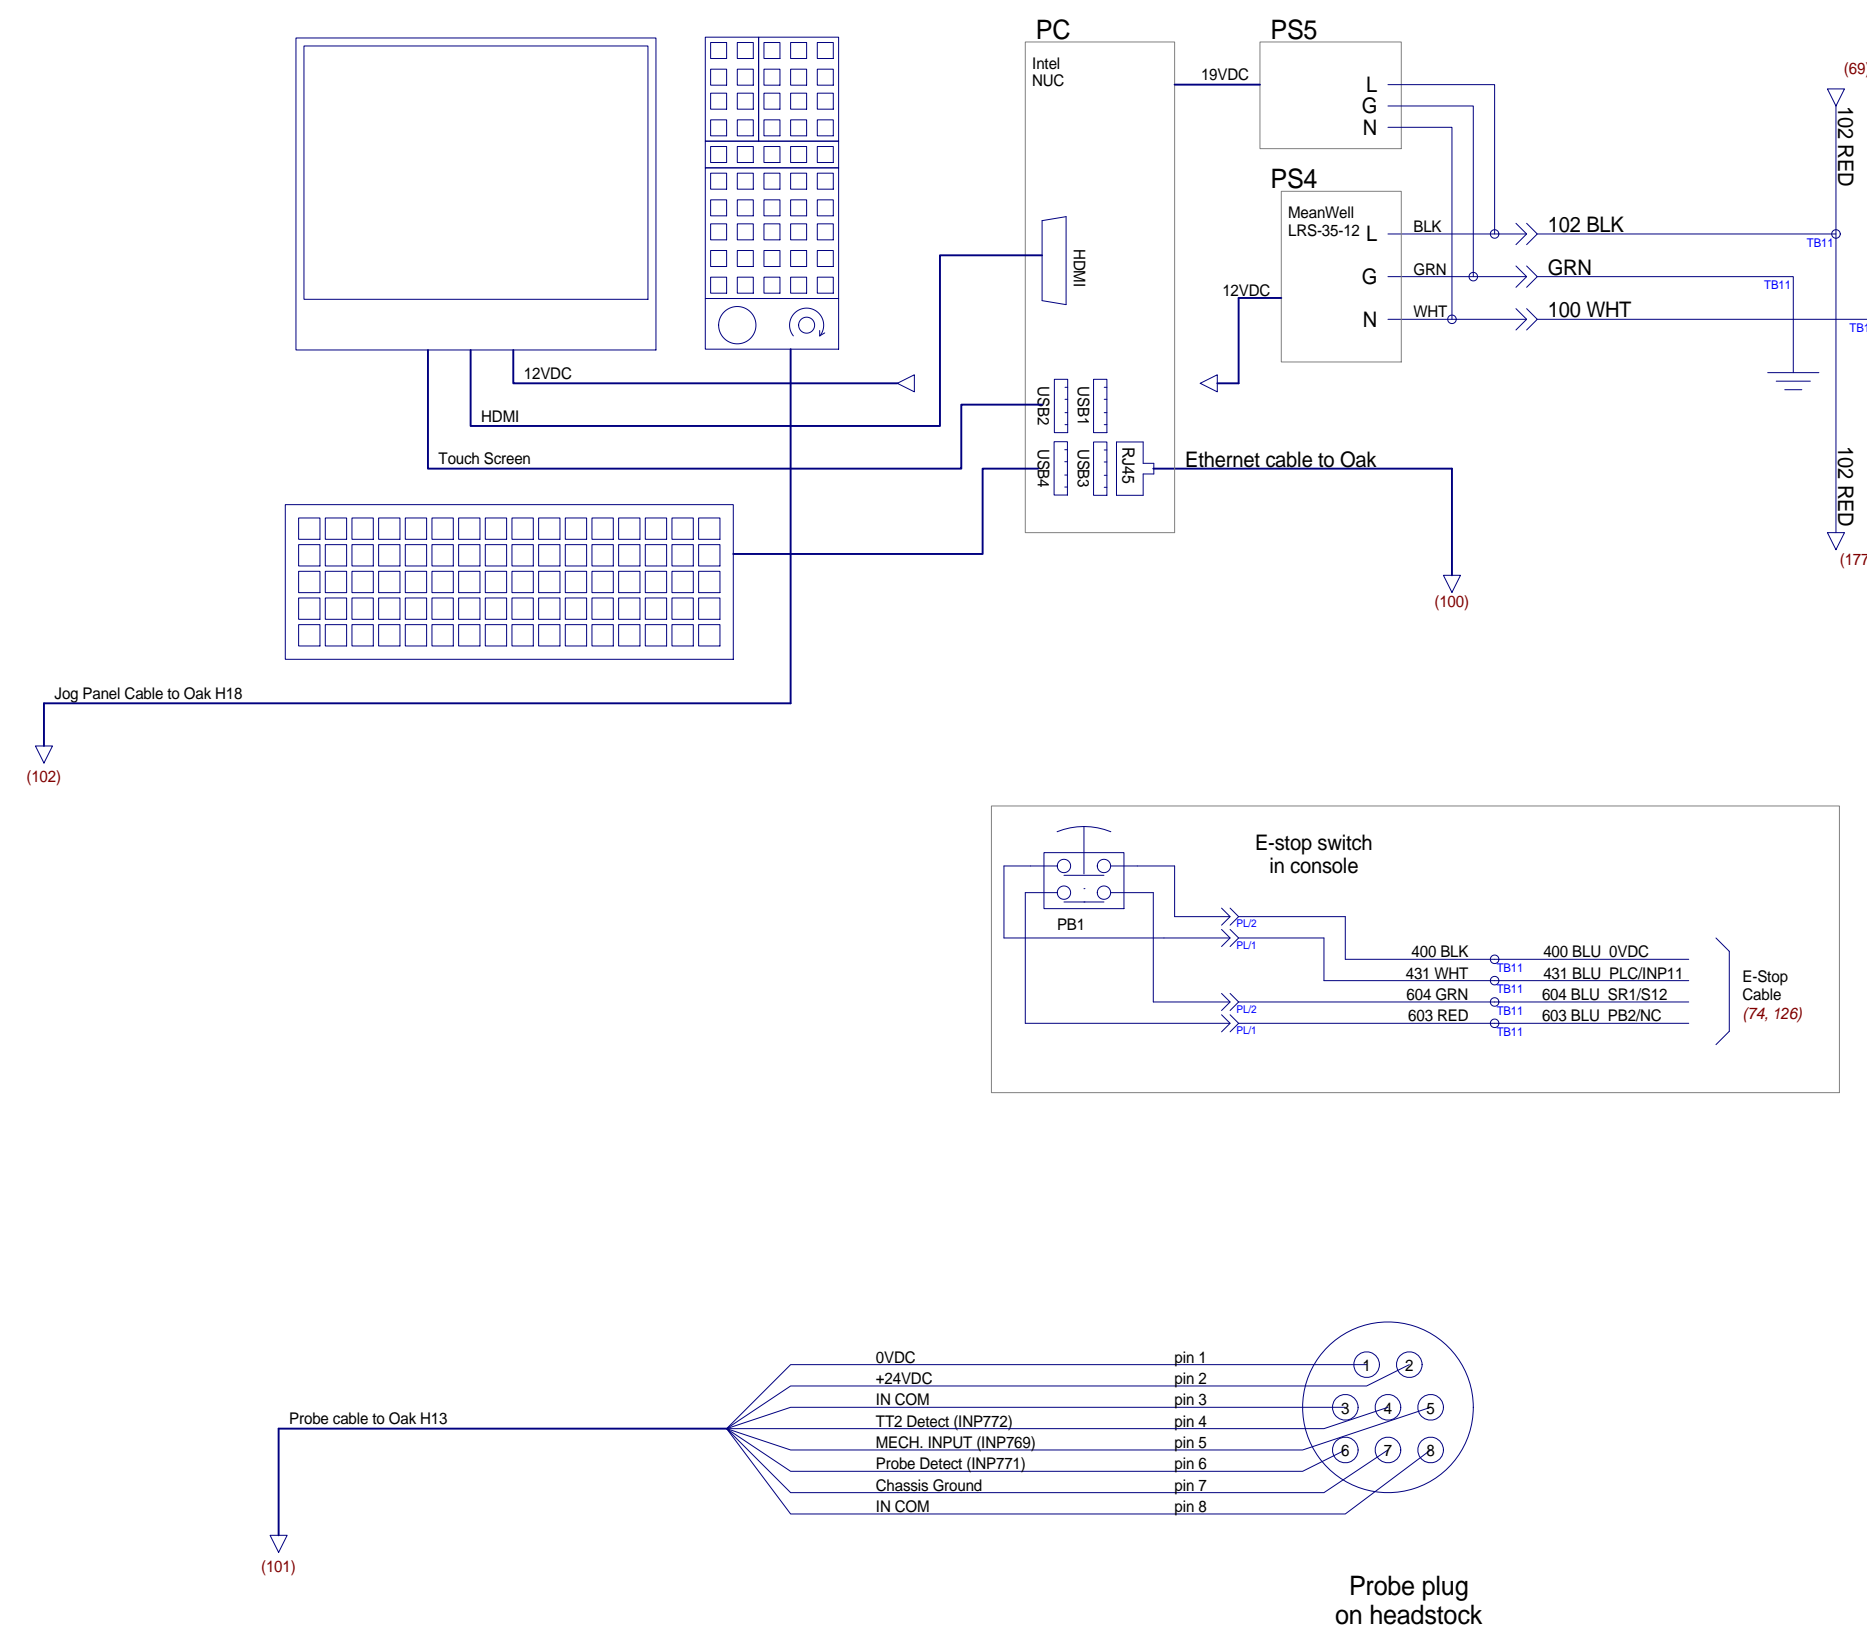 PC
PS5
Intel
NUC
19VDC
L
G
N
(69)
102 RED
PS4
MeanWell
LRS-35-12
L
BLK
102 BLK
TB11
G
GRN
GRN
TB11
N
WHT
100 WHT
12VDC
HDMI
12VDC
HDMI
Touch Screen
USB2
USB1
USB4
USB3
RJ45
Ethernet cable to Oak
(100)
102 RED
(177
Jog Panel Cable to Oak H18
(102)
E-stop switch
in console
PB1
PL/2
PL/1
PL/2
PL/1
400 BLK TB11 400 BLU 0VDC
431 WHT TB11 431 BLU PLC/INP11
604 GRN TB11 604 BLU SR1/S12
603 RED TB11 603 BLU PB2/NC
E-Stop
Cable
(74, 126)
Probe cable to Oak H13
(101)
0VDC pin 1
+24VDC pin 2
IN COM pin 3
TT2 Detect (INP772) pin 4
MECH. INPUT (INP769) pin 5
Probe Detect (INP771) pin 6
Chassis Ground pin 7
IN COM pin 8
1 2
3 4 5
6 7 8
Probe plug
on headstock